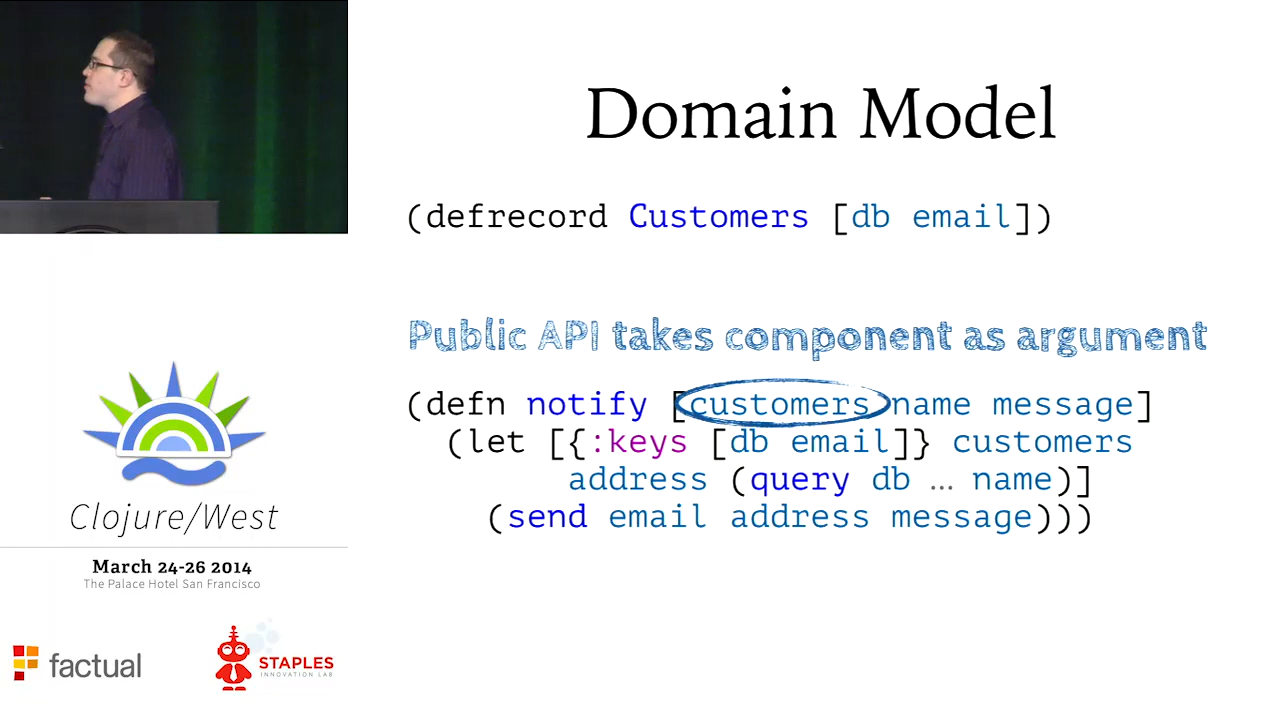 Domain Model
(defrecord Customers [db email])
Public API takes component as argument
(defn notify [customers name message]
(let [{:keys [db email]} customers
address (query db … name)]
(send email address message)))
Clojure/West
March 24-26 2014
The Palace Hotel San Francisco
factual
STAPLES
INNOVATION LAB